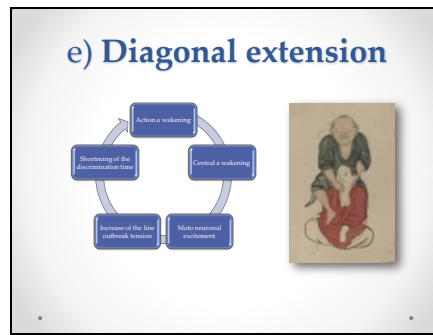 e) Diagonal extension
Action a wakening
Central a wakening
Moto neuronal
excitement
Increase of the line
outbreak tension
Shortening of the
discrimination time